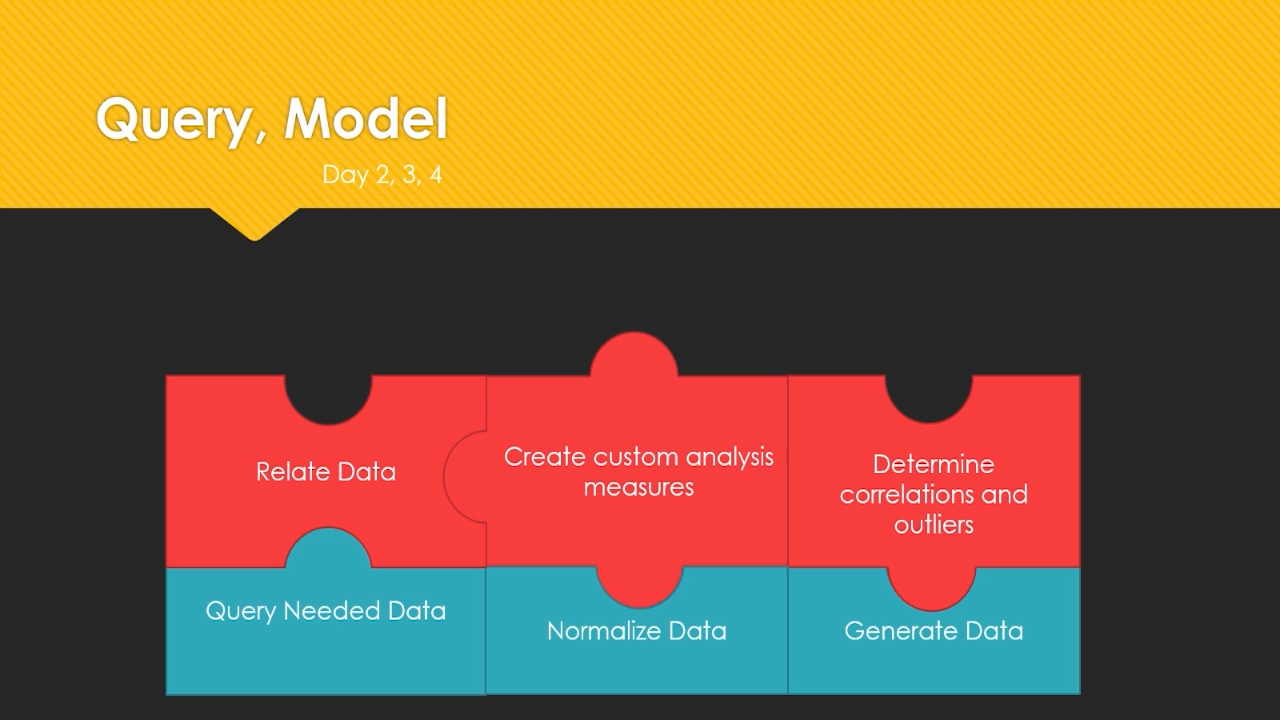 Query, Model
Day 2, 3, 4
Relate Data
Create custom analysis
measures
Determine
correlations and
outliers
Query Needed Data
Normalize Data
Generate Data